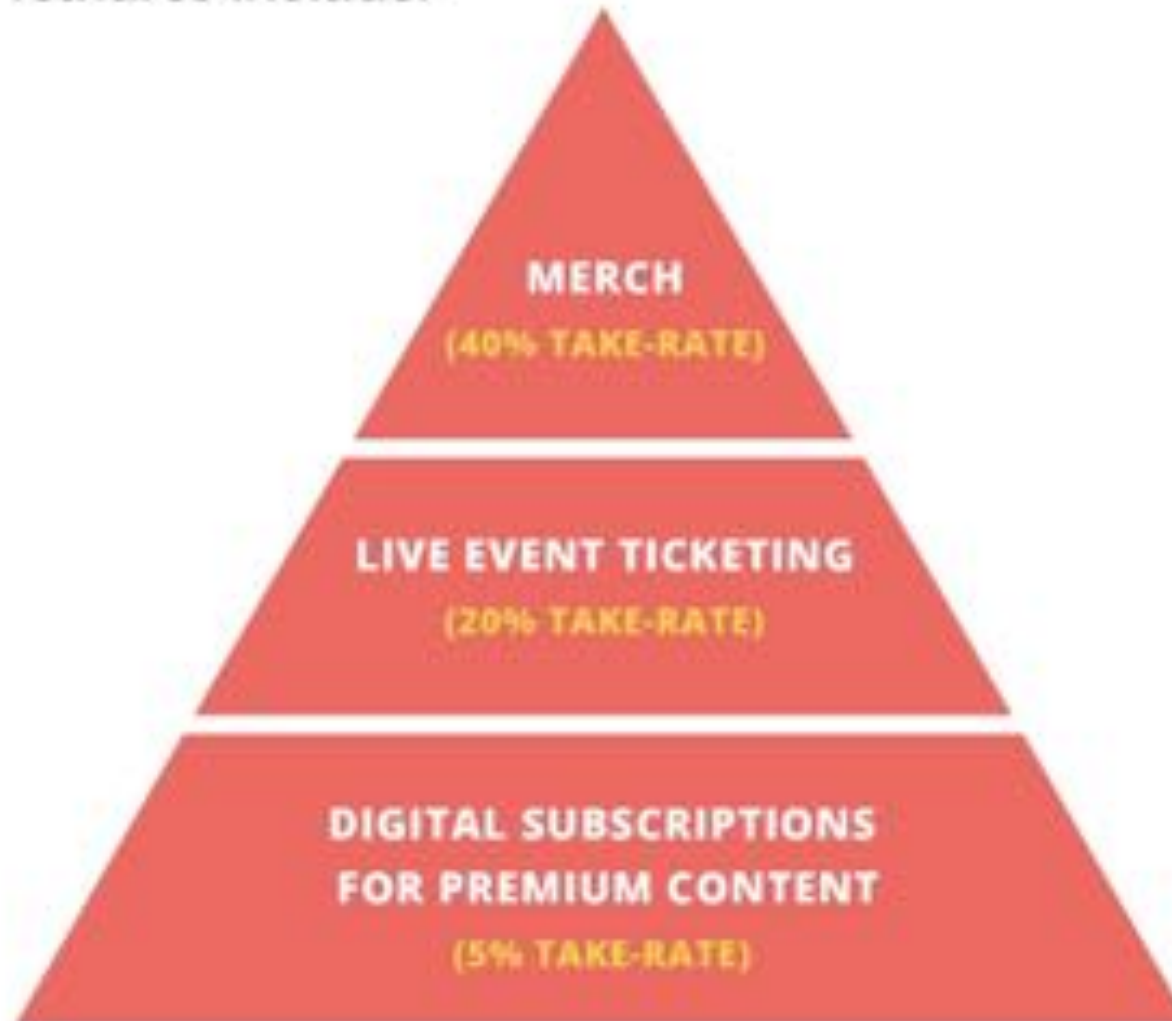 MERCH
(40% TAKE-RATE)
LIVE EVENT TICKETING
(20% TAKE-RATE)
DIGITAL SUBSCRIPTIONS
FOR PREMIUM CONTENT
(5% TAKE-RATE)